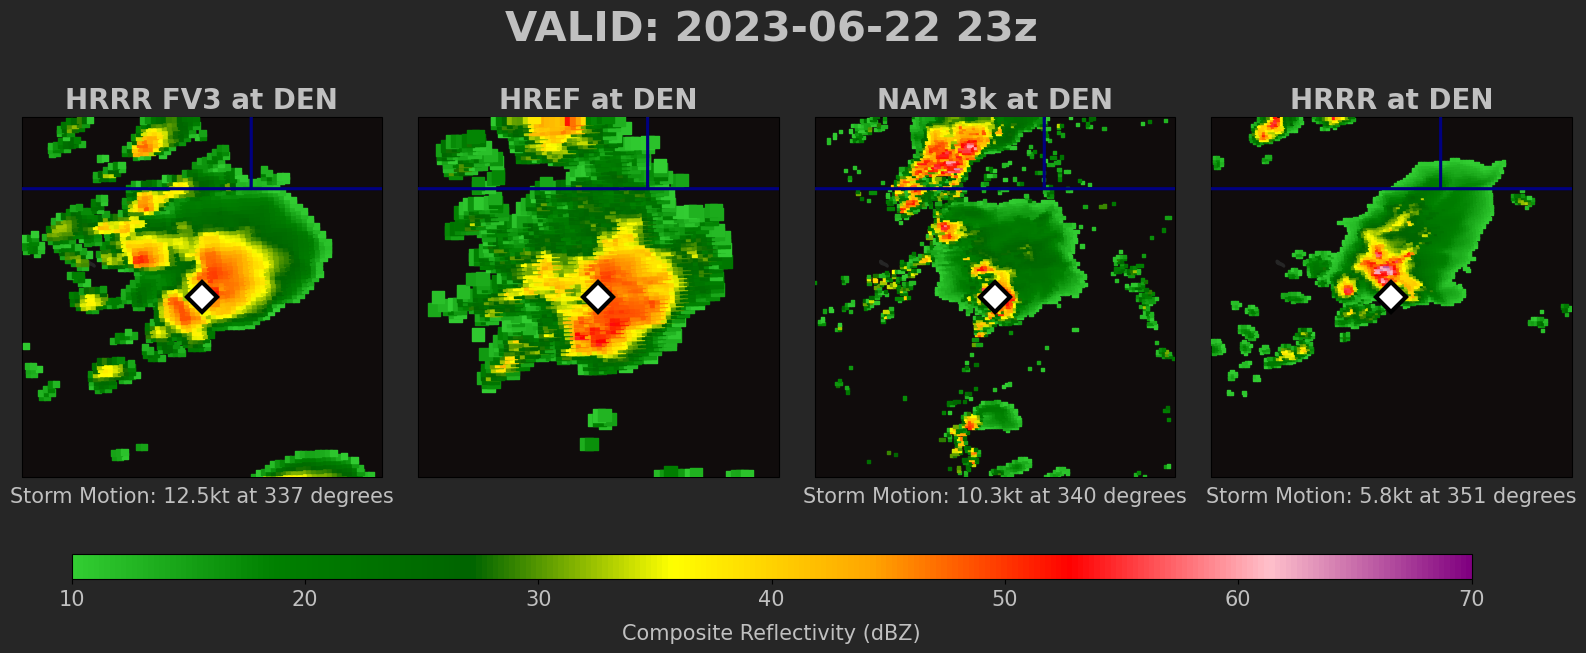 VALID: 2023-06-22 23z
HRRR FV3 at DEN
HREF at DEN
NAM 3k at DEN
HRRR at DEN
Storm Motion: 12.5kt at 337 degrees
Storm Motion: 10.3kt at 340 degrees
Storm Motion: 5.8kt at 351 degrees
10 20 30 40 50 60 70
Composite Reflectivity (dBZ)